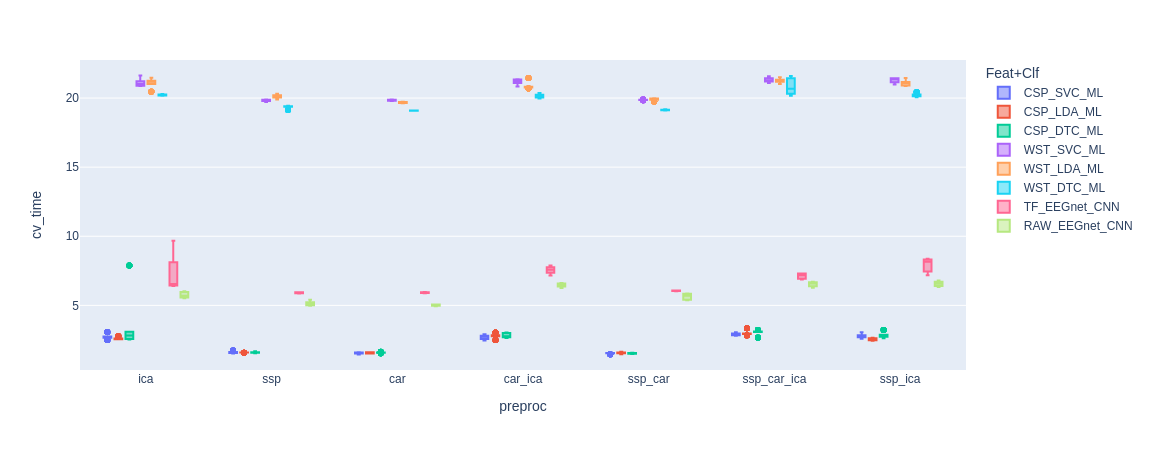 Feat+Clf
CSP_SVC_ML
CSP_LDA_ML
CSP_DTC_ML
WST_SVC_ML
WST_LDA_ML
WST_DTC_ML
TF_EEGnet_CNN
RAW_EEGnet_CNN
cv_time
20
15
10
5
ica ssp car car_ica ssp_car ssp_car_ica ssp_ica
preproc